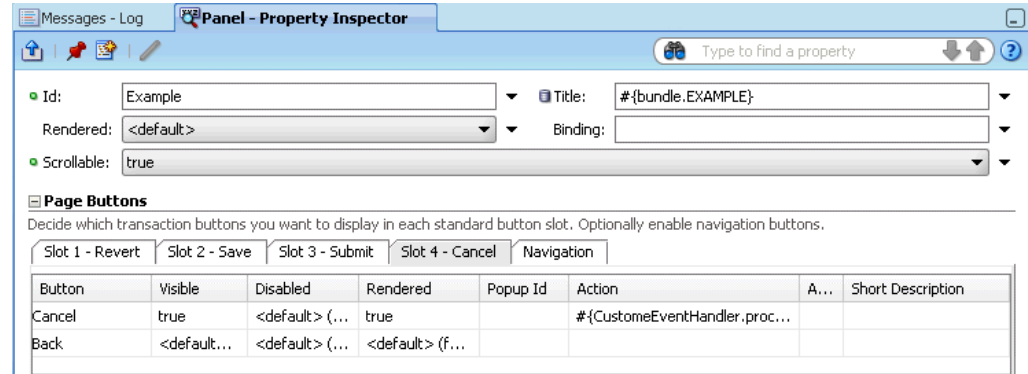 Messages - Log Panel - Property Inspector
Type to find a property
Id: Example Title: #{bundle.EXAMPLE}
Rendered: <default> Binding:
Scrollable: true
Page Buttons
Decide which transaction buttons you want to display in each standard button slot. Optionally enable navigation buttons.
Slot 1 - Revert Slot 2 - Save Slot 3 - Submit Slot 4 - Cancel Navigation
Button Visible Disabled Rendered Popup Id Action A... Short Description
Cancel true <default> (... true #{CustomeEventHandler.proc...
Back <default... <default> (... <default> (f...